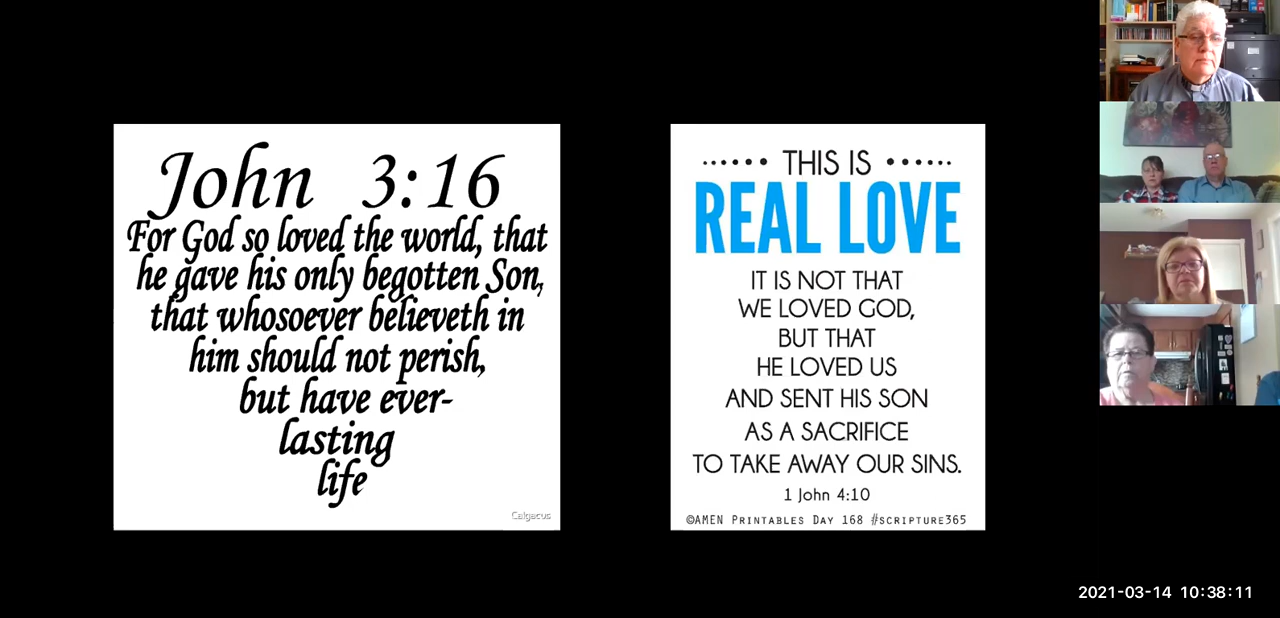 John 3:16
For God so loved the world, that
he gave his only begotten Son,
that whosoever believeth in
him should not perish,
but have ever-
lasting
life
Calgacus
THIS IS
REAL LOVE
IT IS NOT THAT
WE LOVED GOD,
BUT THAT
HE LOVED US
AND SENT HIS SON
AS A SACRIFICE
TO TAKE AWAY OUR SINS.
1 John 4:10
©AMEN PRINTABLES DAY 168 #SCRIPTURE365
2021-03-14 10:38:11